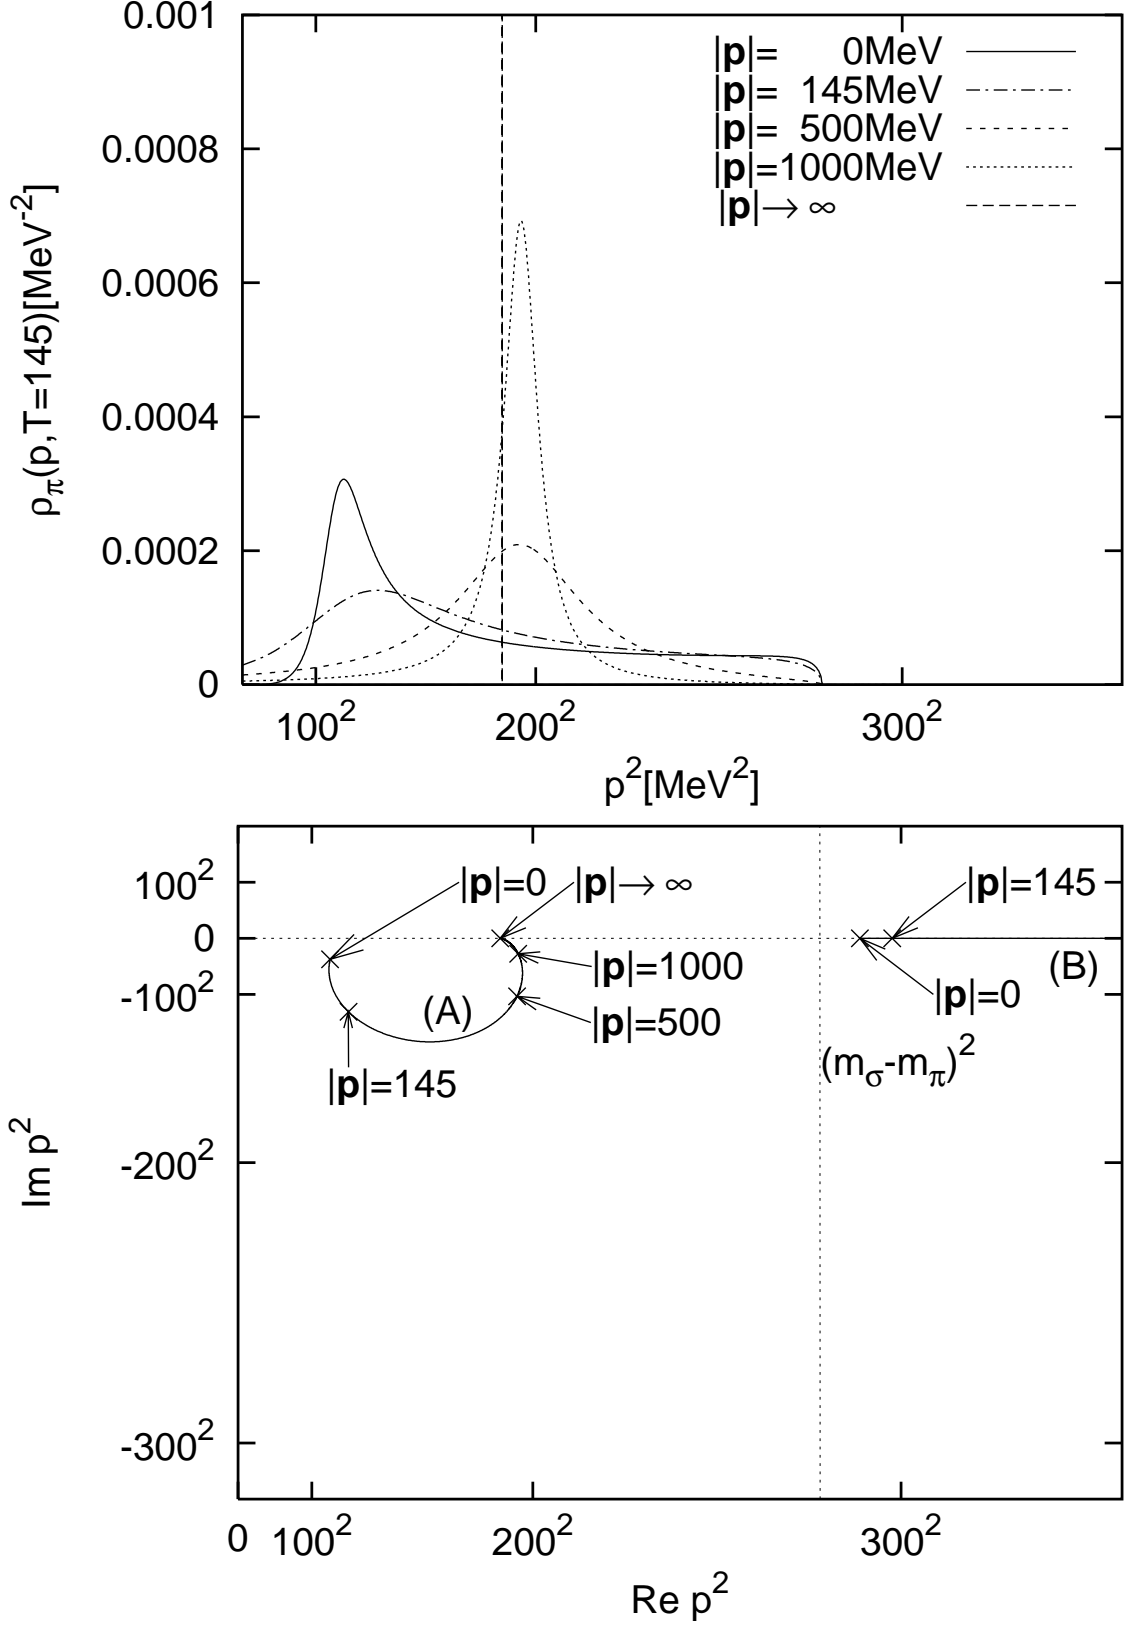 0.001
|p|= 0MeV
|p|= 145MeV
0.0008
|p|= 500MeV
|p|=1000MeV
|p|→ ∞
0.0006
0.0004
0.0002
0
ρπ(p,T=145)[MeV-2]
100² 200² 300²
p²[MeV²]
100²
0
-100²
-200²
-300²
Im p²
|p|=0 |p|→ ∞ |p|=145
|p|=1000 (B)
|p|=0
(A) |p|=500
(mσ-mπ)²
|p|=145
0 100² 200² 300²
Re p²